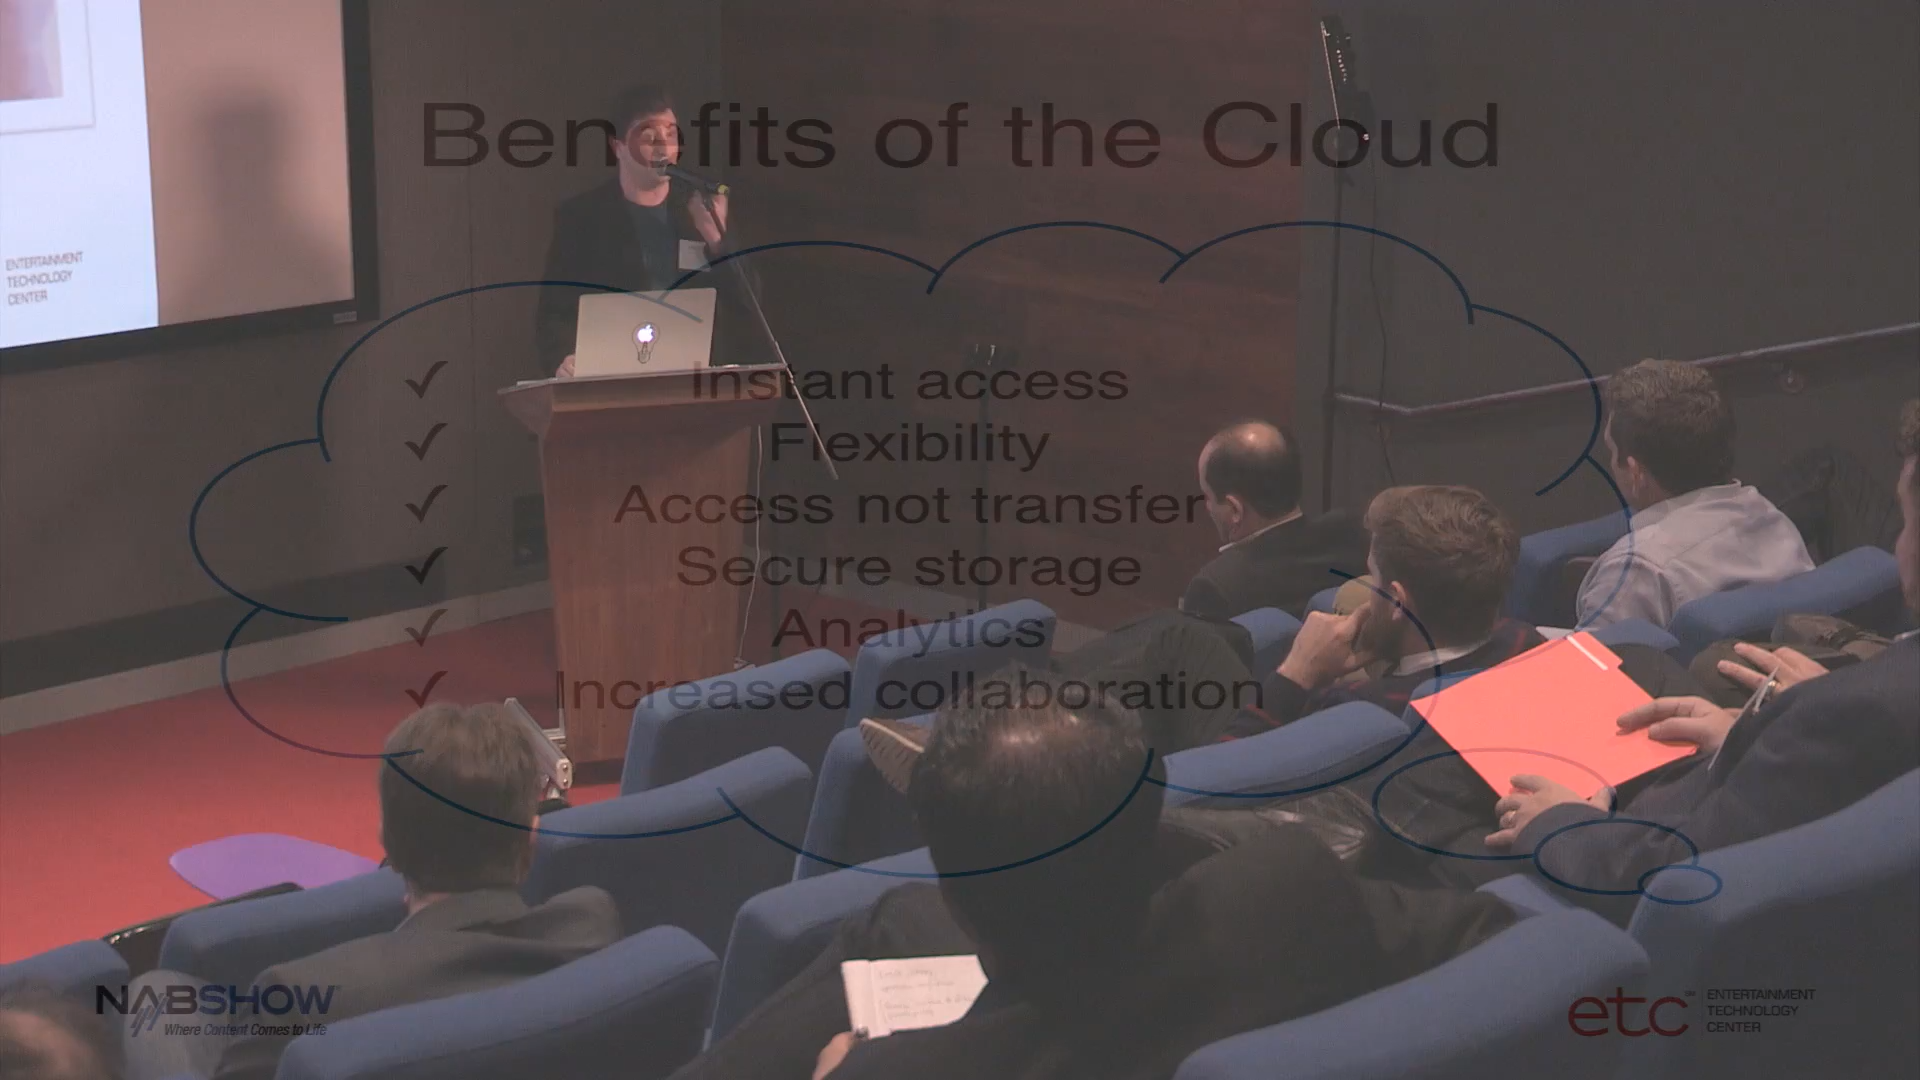 Benefits of the Cloud
ENTERTAINMENT
TECHNOLOGY
CENTER
✓ Instant access
✓ Flexibility
✓ Access not transfer
✓ Secure storage
✓ Analytics
✓ Increased collaboration
NABSHOW
Where Content Comes to Life
etc
ENTERTAINMENT
TECHNOLOGY
CENTER